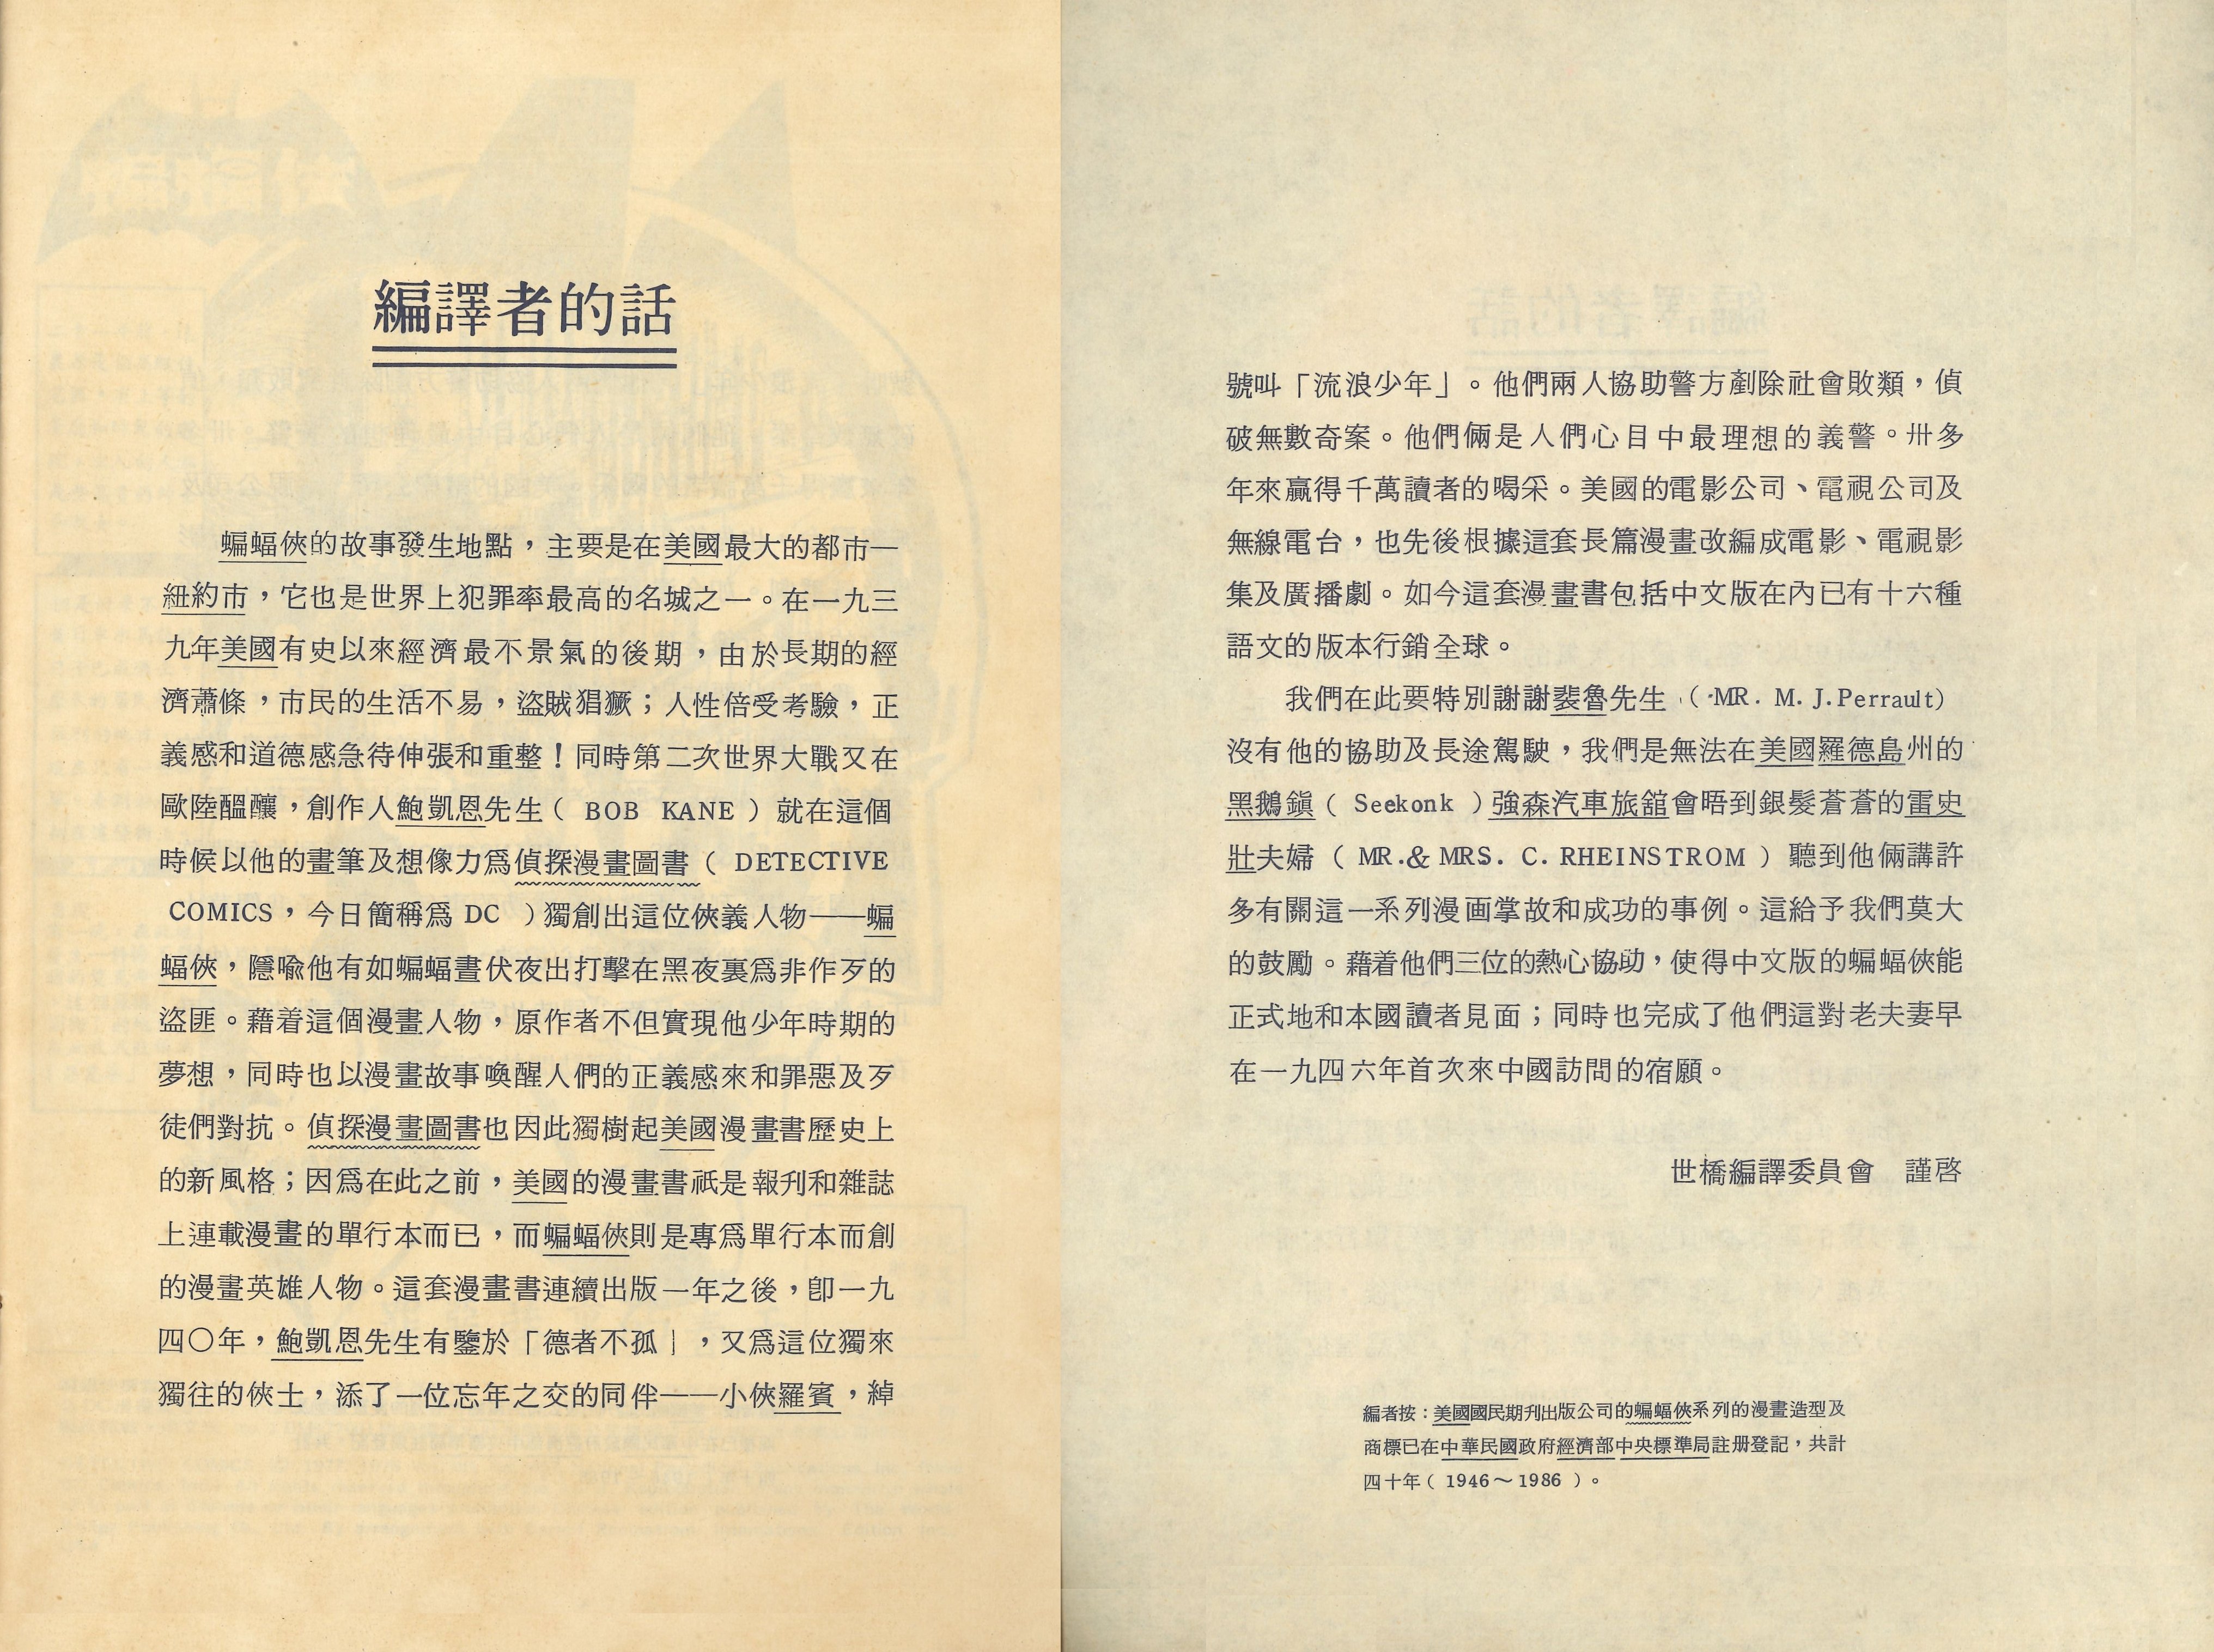 編譯者的話
蝙蝠俠的故事發生地點，主要是在美國最大的都市—
紐約市，它也是世界上犯罪率最高的名城之一。在一九三
九年美國有史以來經濟最不景氣的後期，由於長期的經
濟蕭條，市民的生活不易，盜賊猖獗；人性倍受考驗，正
義感和道德感急待伸張和重整！同時第二次世界大戰又在
歐陸醞釀，創作人鮑凱恩先生（ BOB KANE ）就在這個
時候以他的畫筆及想像力爲偵探漫畫圖書（ DETECTIVE
COMICS，今日簡稱爲 DC ）獨創出這位俠義人物——蝙
蝠俠，隱喩他有如蝙蝠晝伏夜出打擊在黑夜裏爲非作歹的
盜匪。藉着這個漫畫人物，原作者不但實現他少年時期的
夢想，同時也以漫畫故事喚醒人們的正義感來和罪惡及歹
徒們對抗。偵探漫畫圖書也因此獨樹起美國漫畫書歷史上
的新風格；因爲在此之前，美國的漫畫書祇是報刋和雜誌
上連載漫畫的單行本而已，而蝙蝠俠則是專爲單行本而創
的漫畫英雄人物。這套漫畫書連續出版一年之後，卽一九
四〇年，鮑凱恩先生有鑒於「德者不孤」，又爲這位獨來
獨往的俠士，添了一位忘年之交的同伴——小俠羅賓，綽
號叫「流浪少年」。他們兩人協助警方剷除社會敗類，偵
破無數奇案。他們倆是人們心目中最理想的義警。卅多
年來贏得千萬讀者的喝采。美國的電影公司、電視公司及
無線電台，也先後根據這套長篇漫畫改編成電影、電視影
集及廣播劇。如今這套漫畫書包括中文版在內已有十六種
語文的版本行銷全球。
我們在此要特別謝謝裴魯先生（ MR. M. J. Perrault）
沒有他的協助及長途駕駛，我們是無法在美國羅德島州的
黑鵝鎭（ Seekonk ）強森汽車旅舘會晤到銀髮蒼蒼的雷史
壯夫婦（ MR.& MRS. C. RHEINSTROM ）聽到他倆講許
多有關這一系列漫画掌故和成功的事例。這給予我們莫大
的鼓勵。藉着他們三位的熱心協助，使得中文版的蝙蝠俠能
正式地和本國讀者見面；同時也完成了他們這對老夫妻早
在一九四六年首次來中國訪問的宿願。
世橋編譯委員會　謹啓
編者按：美國國民期刋出版公司的蝙蝠俠系列的漫畫造型及
商標已在中華民國政府經濟部中央標準局註册登記，共計
四十年（ 1946～1986 ）。